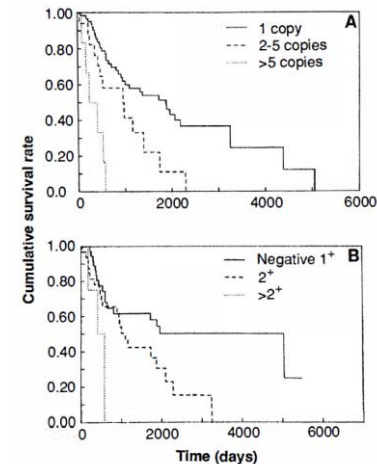 A
1.00
0.80
0.60
0.40
0.20
0.0
1 copy
2-5 copies
>5 copies
0
2000
4000
6000
Cumulative survival rate
B
1.00
0.80
0.60
0.40
0.20
0.00
Negative 1+
2+
>2+
0
2000
4000
6000
Time (days)